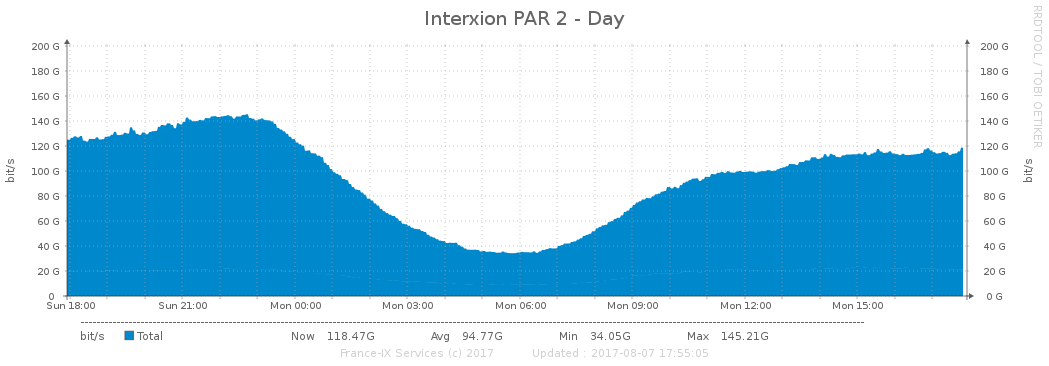 Interxion PAR 2 - Day
RRDTOOL / TOBI OETIKER
bit/s
200 G 200 G
180 G 180 G
160 G 160 G
140 G 140 G
120 G 120 G
100 G 100 G
80 G 80 G
60 G 60 G
40 G 40 G
20 G 20 G
0 0 G
bit/s
Sun 18:00 Sun 21:00 Mon 00:00 Mon 03:00 Mon 06:00 Mon 09:00 Mon 12:00 Mon 15:00
bit/s Total Now 118.47G Avg 94.77G Min 34.05G Max 145.21G
France-IX Services (c) 2017 Updated : 2017-08-07 17:55:05